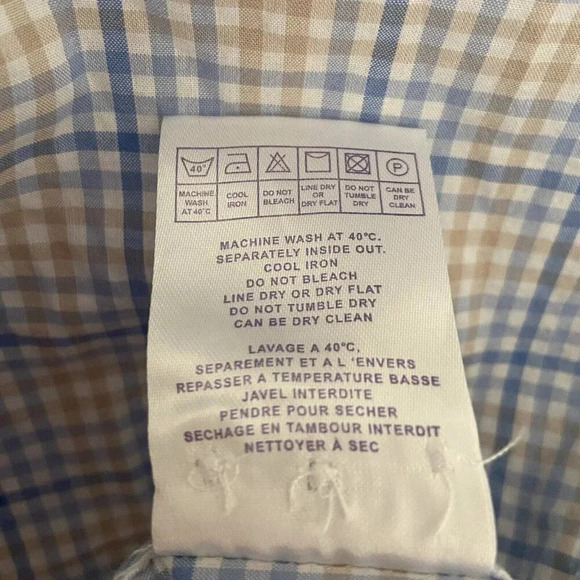 40°
P
MACHINE WASH AT 40°C
COOL IRON
DO NOT BLEACH
LINE DRY OR DRY FLAT
DO NOT TUMBLE DRY
CAN BE DRY CLEAN
MACHINE WASH AT 40°C.
SEPARATELY INSIDE OUT.
COOL IRON
DO NOT BLEACH
LINE DRY OR DRY FLAT
DO NOT TUMBLE DRY
CAN BE DRY CLEAN
LAVAGE A 40°C,
SEPAREMENT ET A L 'ENVERS
REPASSER A TEMPERATURE BASSE
JAVEL INTERDITE
PENDRE POUR SECHER
SECHAGE EN TAMBOUR INTERDIT
NETTOYER À SEC